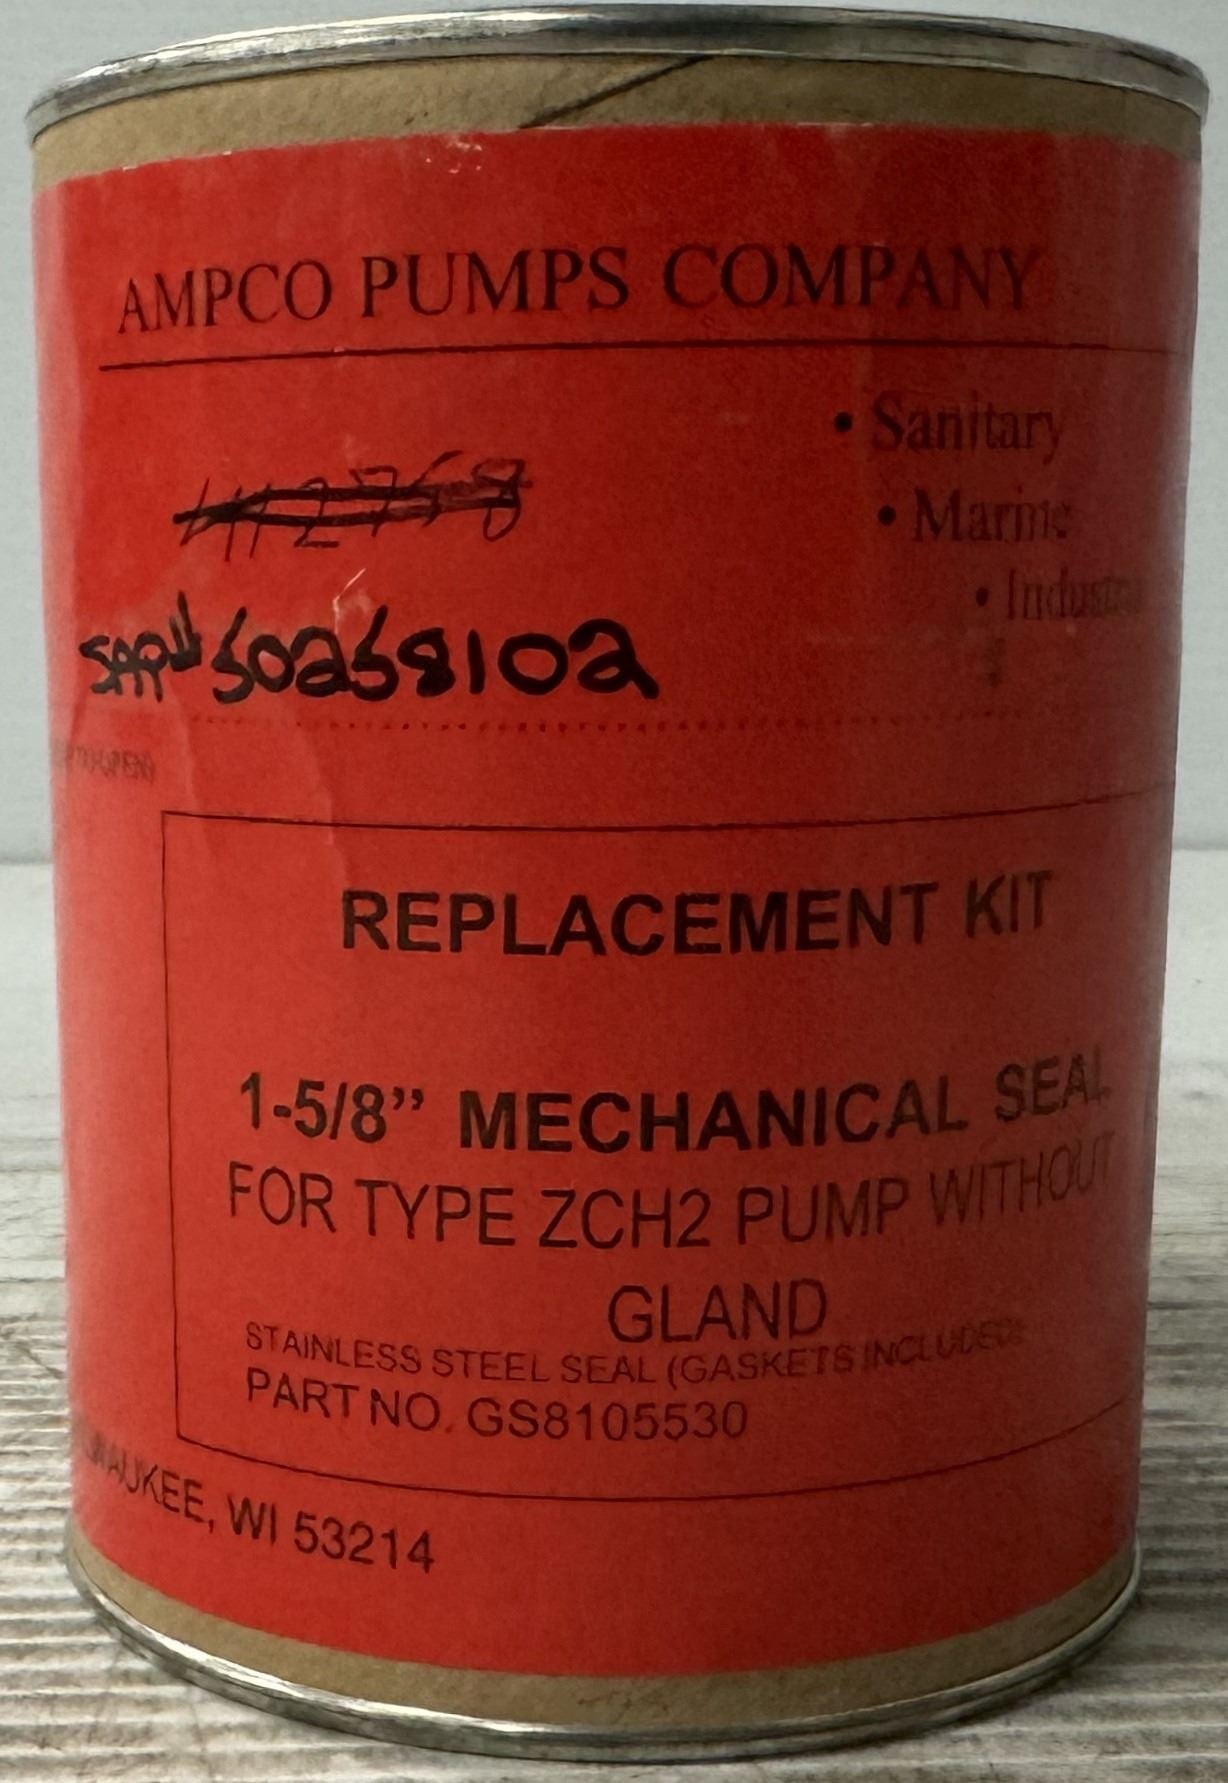 AMPCO PUMPS COMPANY
• Sanitary
• Marine
SAP# 50258102
REPLACEMENT KIT
1-5/8” MECHANICAL SEAL
FOR TYPE ZCH2 PUMP WITHOUT
GLAND
STAINLESS STEEL SEAL (GASKETS INCLUDED)
PART NO. GS8105530
WI 53214